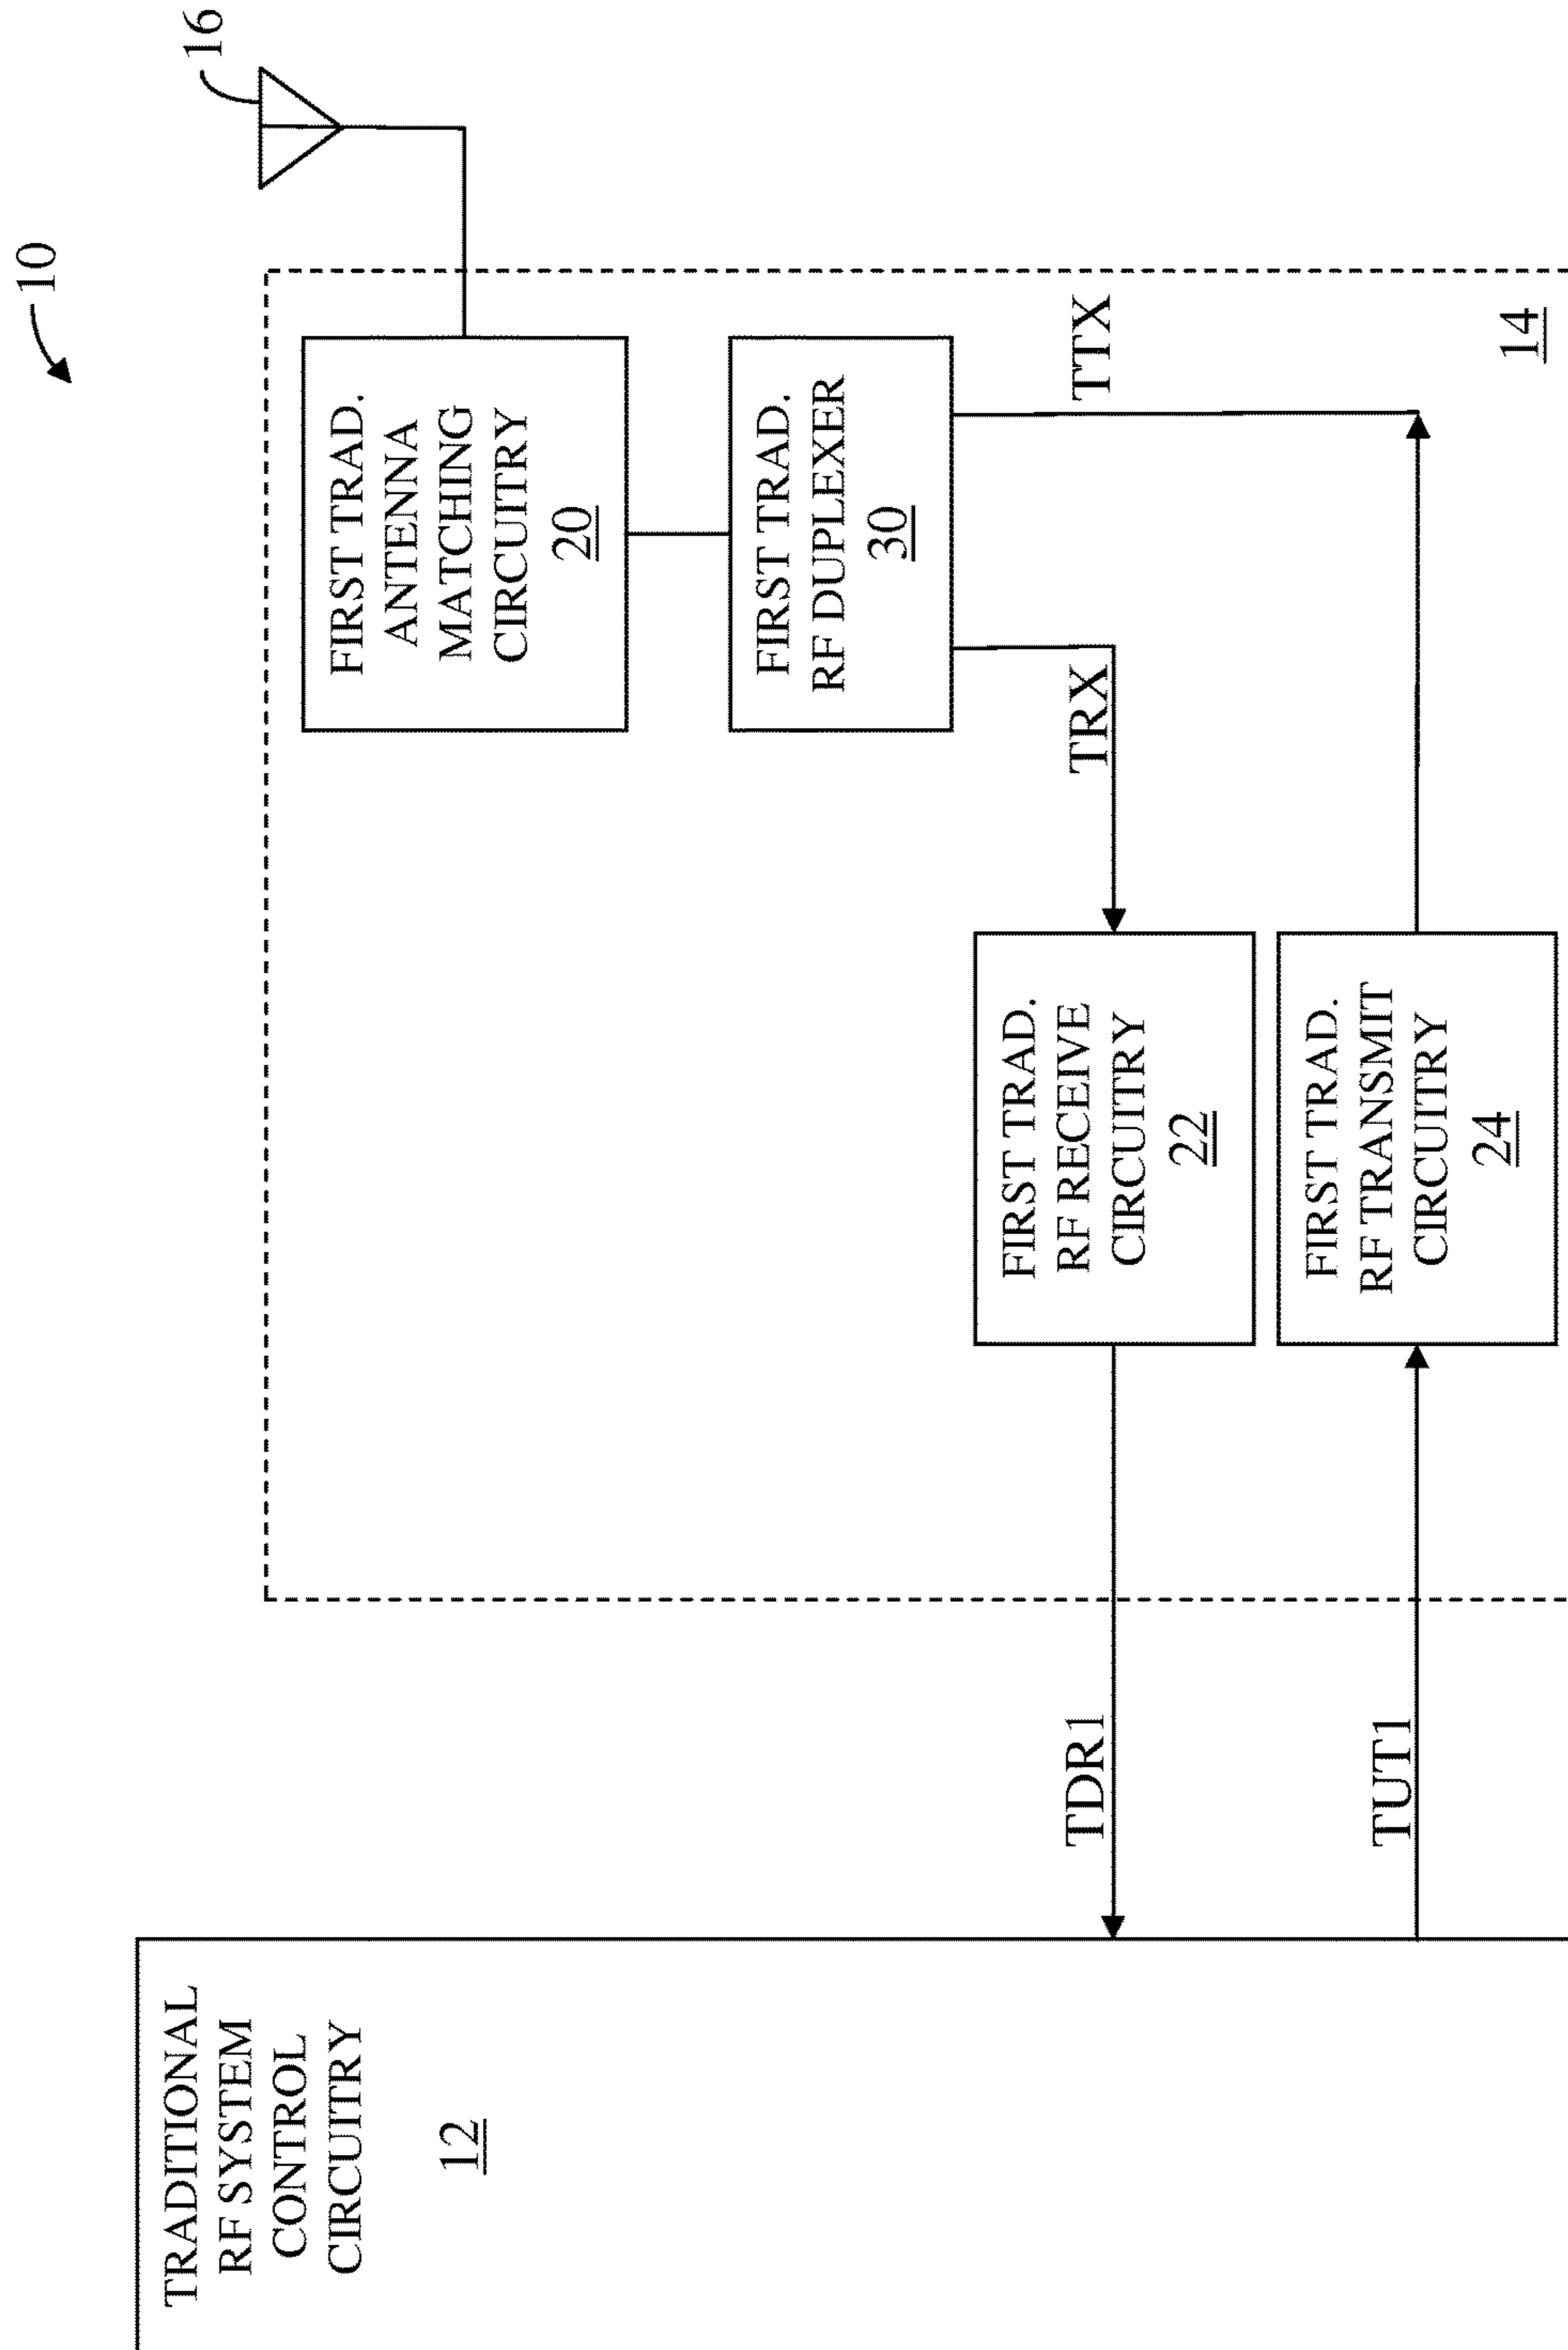 10
16
TRADITIONAL
RF SYSTEM
CONTROL
CIRCUITRY
12
FIRST TRAD.
ANTENNA
MATCHING
CIRCUITRY
20
FIRST TRAD.
RF DUPLEXER
30
TRX
TTX
TDR1
FIRST TRAD.
RF RECEIVE
CIRCUITRY
22
TUT1
FIRST TRAD.
RF TRANSMIT
CIRCUITRY
24
14